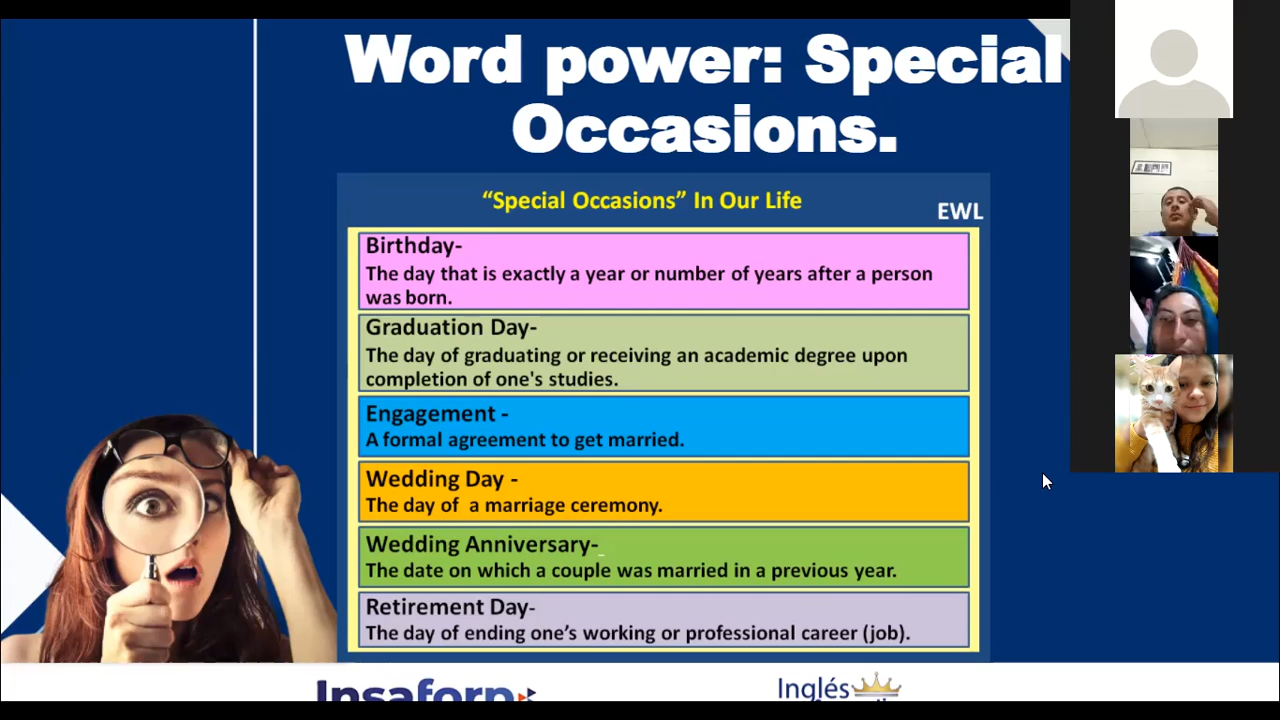 Word power: Special
Occasions.
“Special Occasions” In Our Life
EWL
Birthday-
The day that is exactly a year or number of years after a person
was born.
Graduation Day-
The day of graduating or receiving an academic degree upon
completion of one's studies.
Engagement -
A formal agreement to get married.
Wedding Day -
The day of a marriage ceremony.
Wedding Anniversary-
The date on which a couple was married in a previous year.
Retirement Day-
The day of ending one’s working or professional career (job).
Insaforp
Inglés